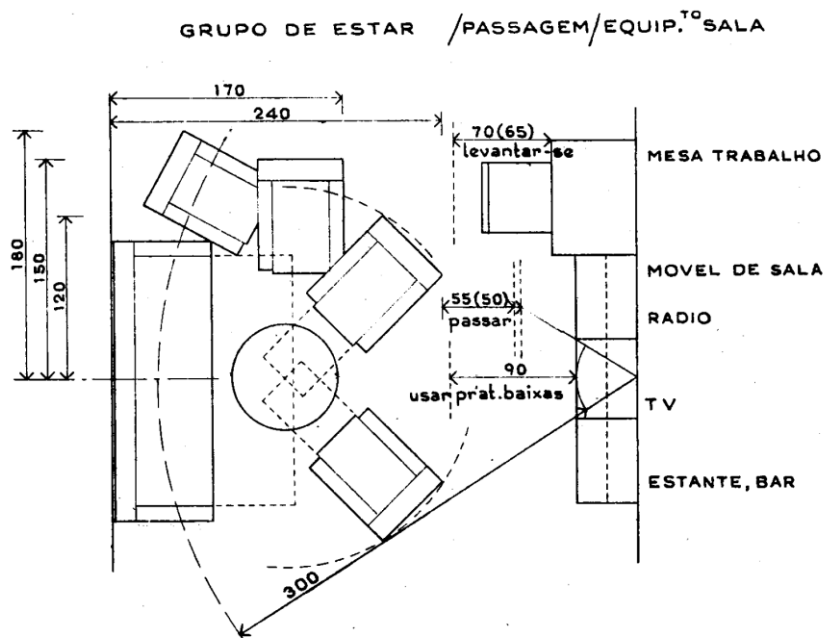 GRUPO DE ESTAR /PASSAGEM/EQUIP.TO SALA
170
240
70(65)
levantar-se
MESA TRABALHO
180
150
120
MOVEL DE SALA
55(50)
passar
RADIO
90
usar prat.baixas
TV
ESTANTE, BAR
300